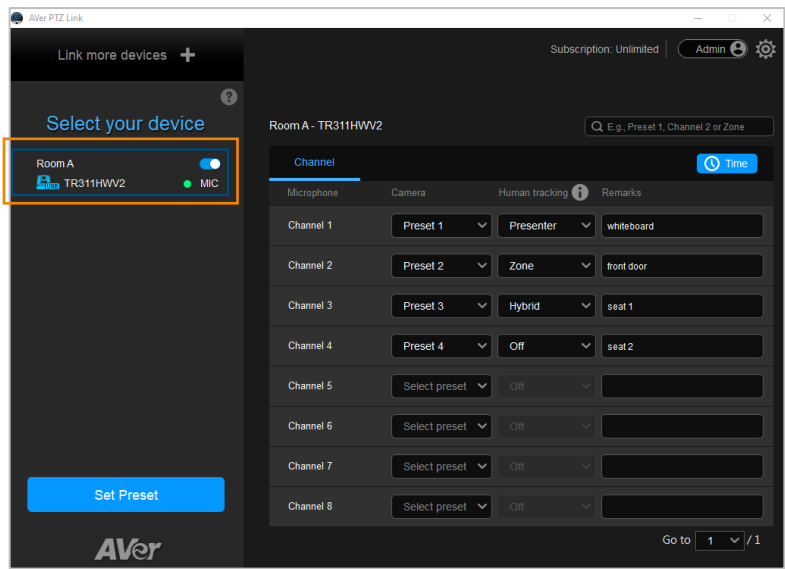 AVer PTZ Link
Link more devices
Subscription: Unlimited
Admin
?
Select your device
Room A
USB TR311HWV2 MIC
Set Preset
AVer
Room A - TR311HWV2
E.g., Preset 1, Channel 2 or Zone
Channel
Time
Microphone Camera Human tracking i Remarks
Channel 1 Preset 1 Presenter whiteboard
Channel 2 Preset 2 Zone front door
Channel 3 Preset 3 Hybrid seat 1
Channel 4 Preset 4 Off seat 2
Channel 5 Select preset Off
Channel 6 Select preset Off
Channel 7 Select preset Off
Channel 8 Select preset Off
Go to 1 / 1